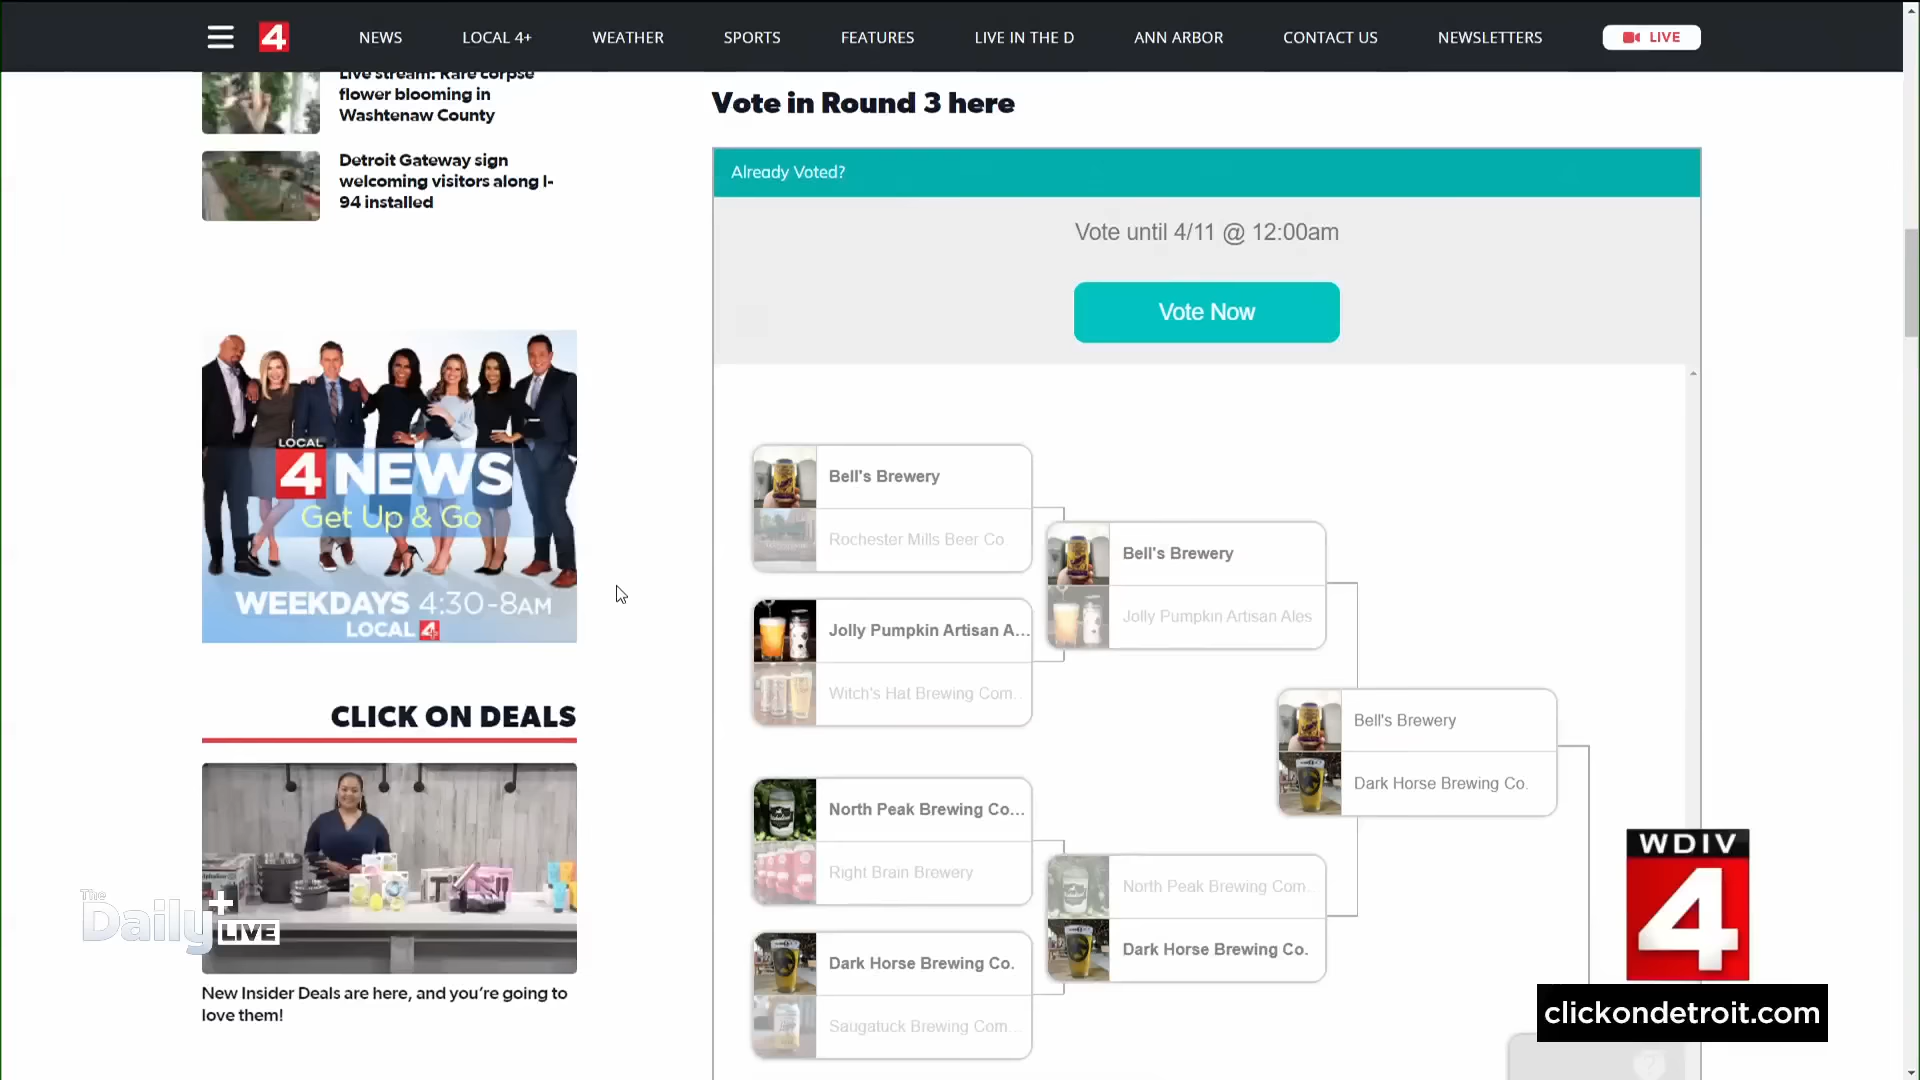 4
NEWS
LOCAL 4+
WEATHER
SPORTS
FEATURES
LIVE IN THE D
ANN ARBOR
CONTACT US
NEWSLETTERS
LIVE
Live stream: Rare corpse
flower blooming in
Washtenaw County
Detroit Gateway sign
welcoming visitors along I-
94 installed
LOCAL
4 NEWS
Get Up & Go
WEEKDAYS 4:30-8AM
LOCAL 4
CLICK ON DEALS
New Insider Deals are here, and you’re going to
love them!
The
Daily+
LIVE
Vote in Round 3 here
Already Voted?
Vote until 4/11 @ 12:00am
Vote Now
Bell's Brewery
Rochester Mills Beer Co
Jolly Pumpkin Artisan A...
Witch's Hat Brewing Com...
North Peak Brewing Co...
Right Brain Brewery
Dark Horse Brewing Co.
Saugatuck Brewing Com...
Bell's Brewery
Jolly Pumpkin Artisan Ales
North Peak Brewing Com...
Dark Horse Brewing Co.
Bell's Brewery
Dark Horse Brewing Co.
WDIV
4
clickondetroit.com